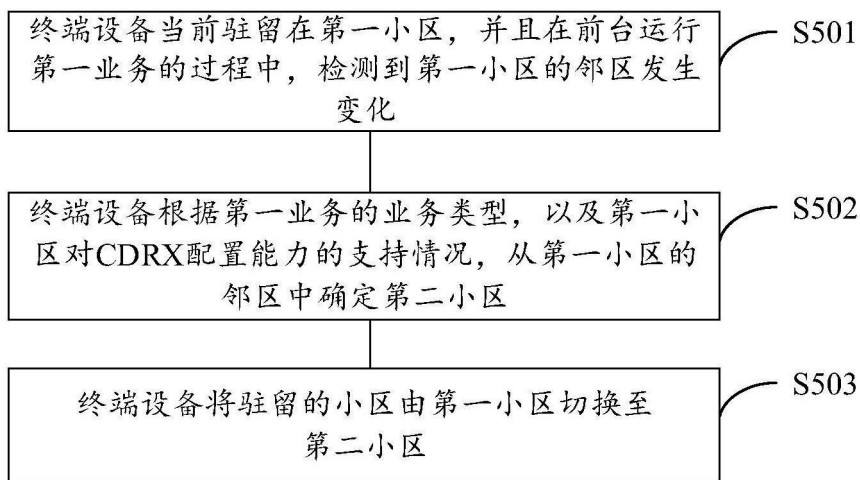 终端设备当前驻留在第一小区，并且在前台运行
第一业务的过程中，检测到第一小区的邻区发生
变化
S501
终端设备根据第一业务的业务类型，以及第一小
区对CDRX配置能力的支持情况，从第一小区的
邻区中确定第二小区
S502
终端设备将驻留的小区由第一小区切换至
第二小区
S503